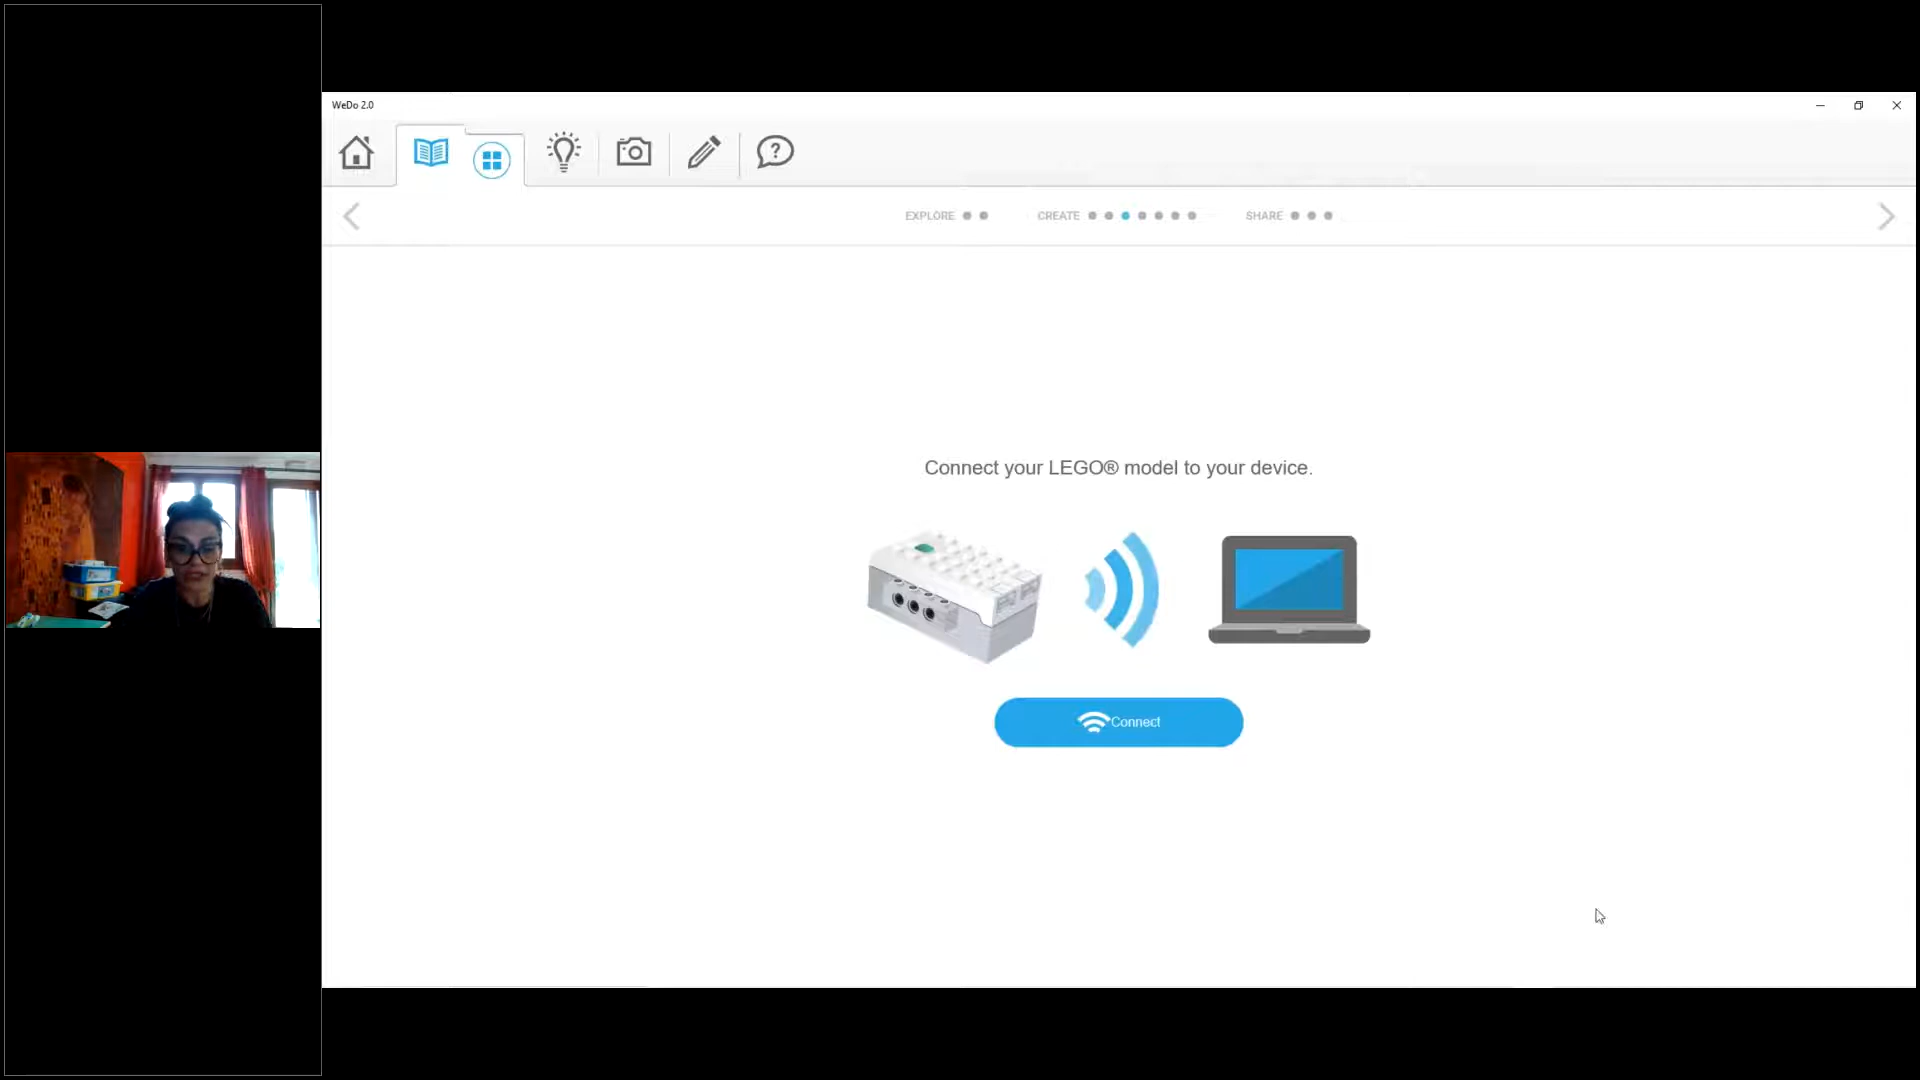 WeDo 2.0
?
EXPLORE
CREATE
SHARE
Connect your LEGO® model to your device.
Connect